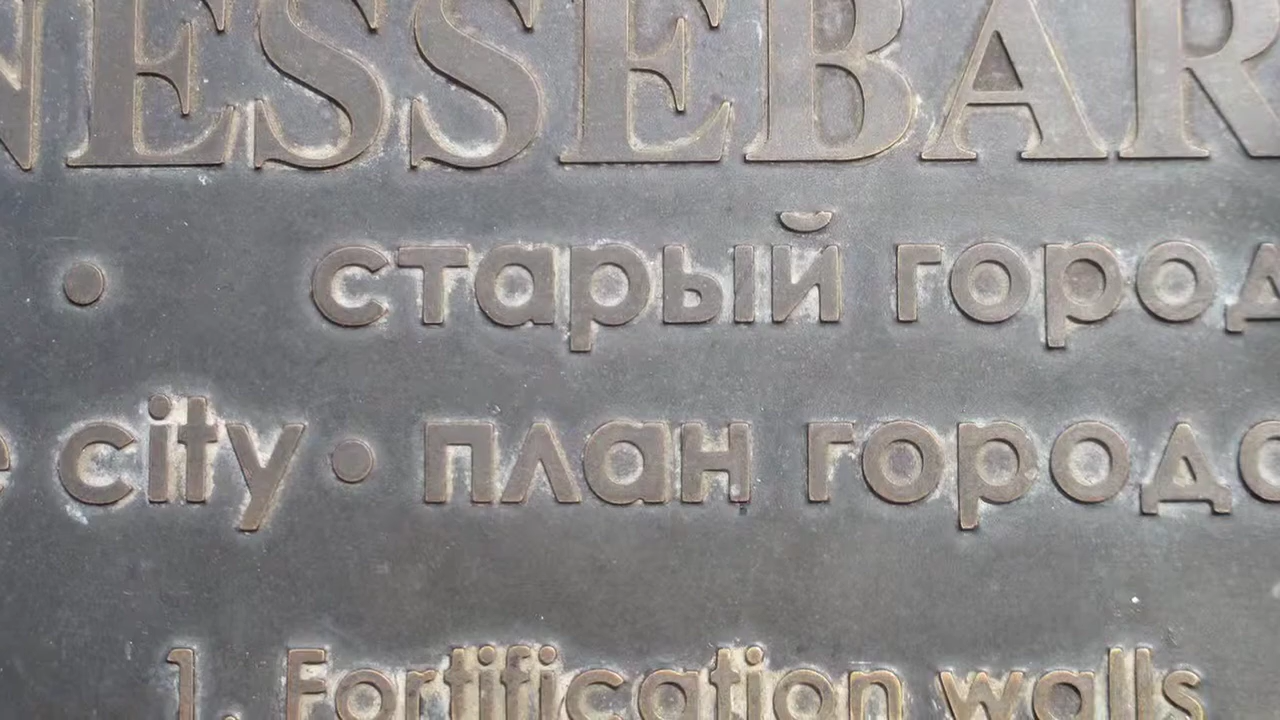 NESSEBAR
• старый город
city • план города
1. Fortification walls